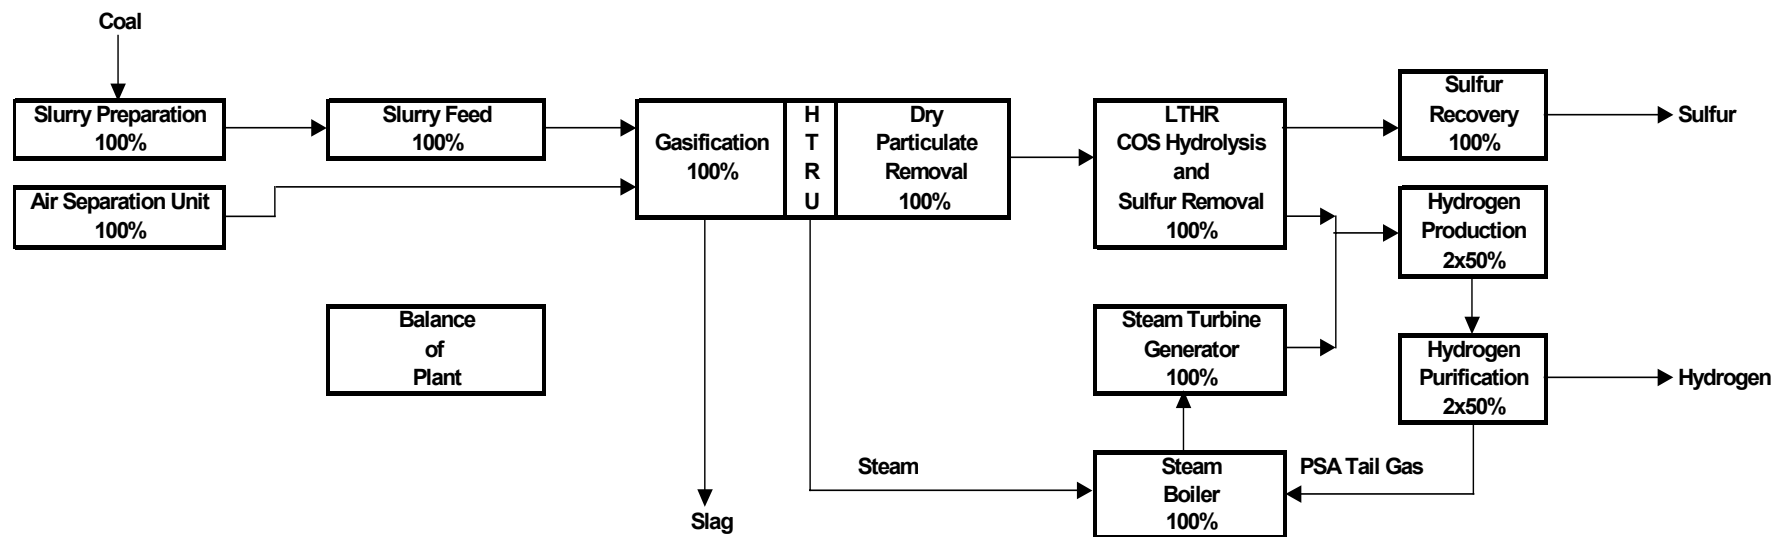 Coal
Slurry Preparation
100%
Slurry Feed
100%
Air Separation Unit
100%
Gasification
100%
H
T
R
U
Dry
Particulate
Removal
100%
LTHR
COS Hydrolysis
and
Sulfur Removal
100%
Sulfur
Recovery
100%
Sulfur
Hydrogen
Production
2x50%
Balance
of
Plant
Steam Turbine
Generator
100%
Hydrogen
Purification
2x50%
Hydrogen
Steam
Steam
Boiler
100%
PSA Tail Gas
Slag